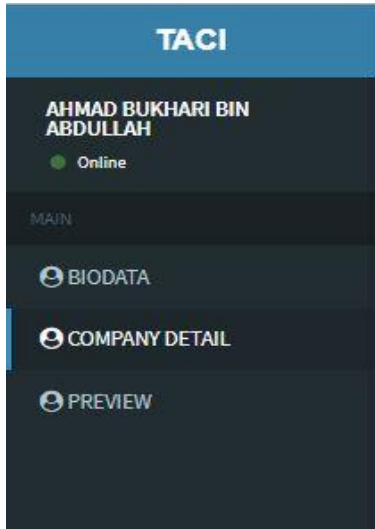 TACI
AHMAD BUKHARI BIN
ABDULLAH
Online
MAIN
BIODATA
COMPANY DETAIL
PREVIEW